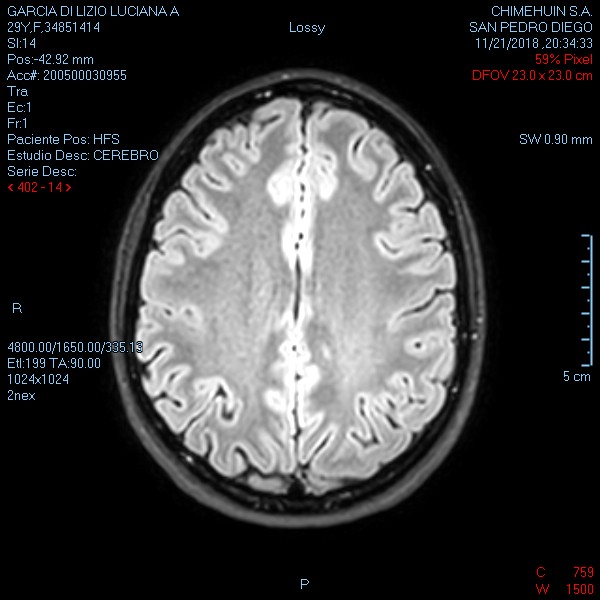 GARCIA DI LIZIO LUCIANA A
29Y,F,34851414
Sl:14
Pos:-42.92 mm
Acc#: 200500030955
Tra
Ec:1
Fr:1
Paciente Pos: HFS
Estudio Desc: CEREBRO
Serie Desc:
< 402 - 14 >
Lossy
CHIMEHUIN S.A.
SAN PEDRO DIEGO
11/21/2018 ,20:34:33
59% Pixel
DFOV 23.0 x 23.0 cm
SW 0.90 mm
R
4800.00/1650.00/335.13
Etl:199 TA:90.00
1024x1024
2nex
5 cm
P
C 759
W 1500